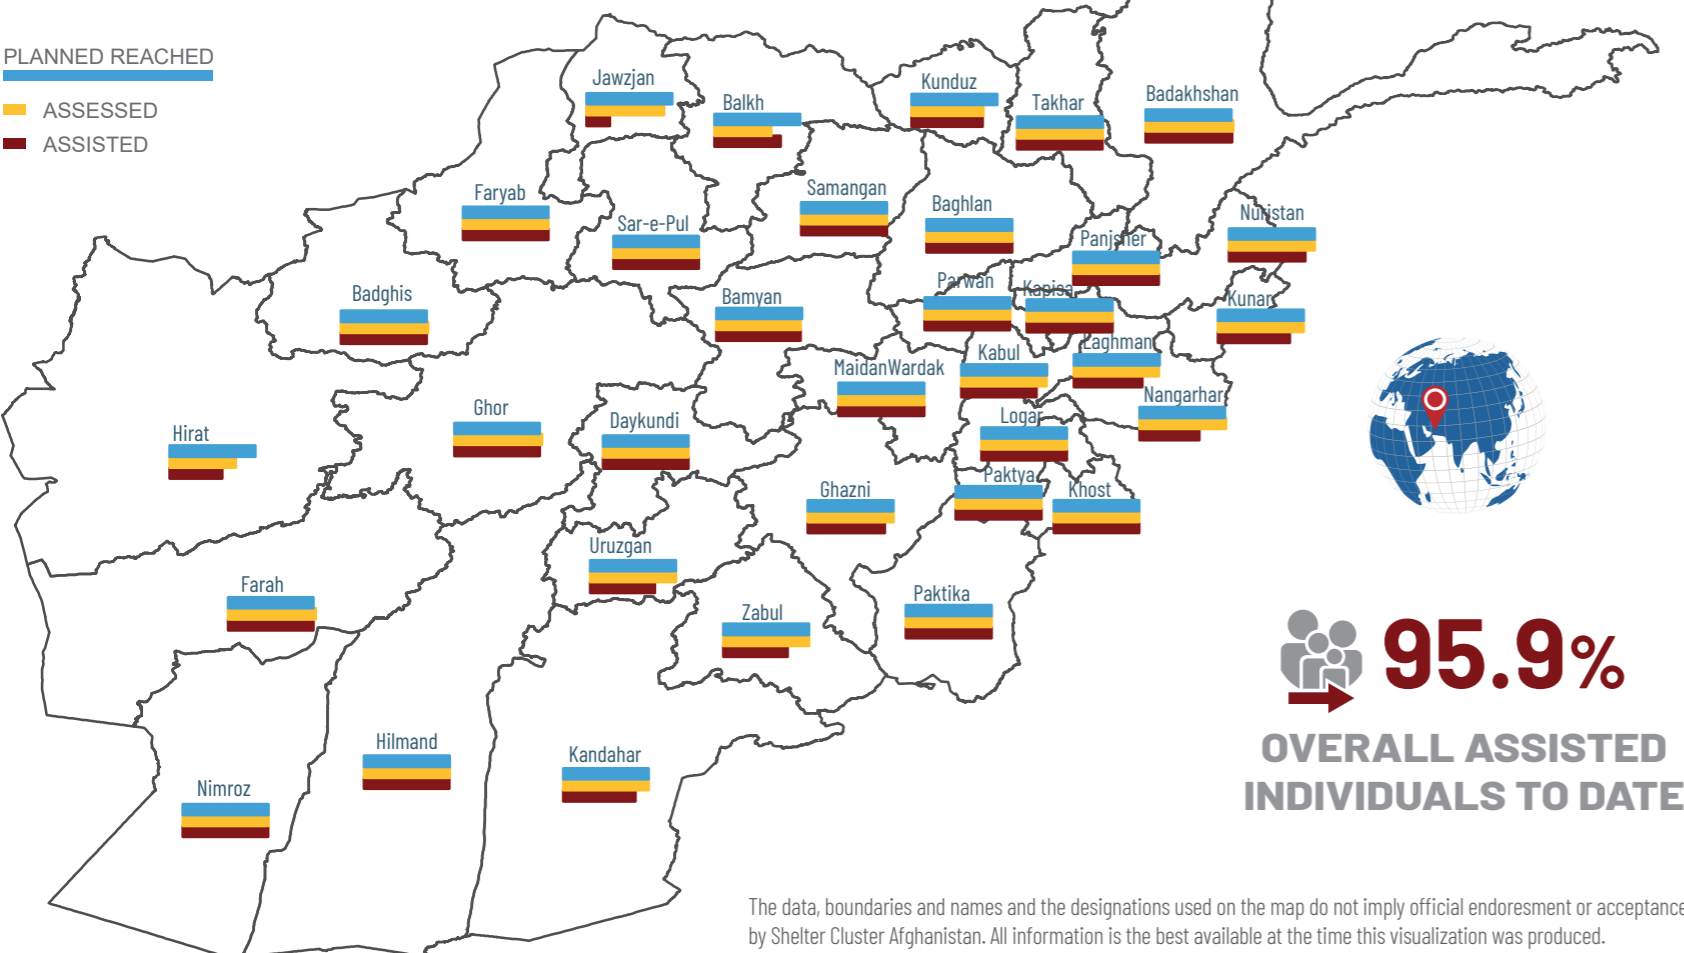 PLANNED REACHED
ASSESSED
ASSISTED
Jawzjan
Balkh
Kunduz
Takhar
Badakhshan
Faryab
Sar-e-Pul
Samangan
Baghlan
Panjsher
Nuristan
Badghis
Bamyan
Parwan
Kapisa
Kunar
MaidanWardak
Kabul
Laghman
Nangarhar
Hirat
Ghor
Daykundi
Logar
Ghazni
Paktya
Khost
Uruzgan
Farah
Zabul
Paktika
Nimroz
Hilmand
Kandahar
95.9%
OVERALL ASSISTED
INDIVIDUALS TO DATE
The data, boundaries and names and the designations used on the map do not imply official endoresment or acceptance
by Shelter Cluster Afghanistan. All information is the best available at the time this visualization was produced.